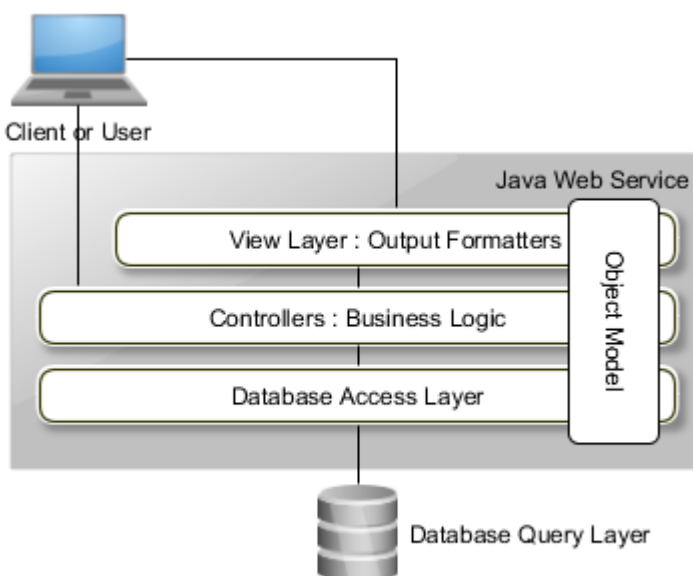 Client or User
Java Web Service
View Layer : Output Formatters
Object Model
Controllers : Business Logic
Database Access Layer
Database Query Layer